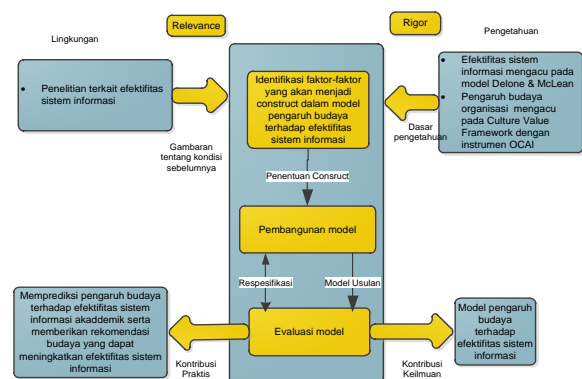 Lingkungan
Relevance
Rigor
Pengetahuan
• Penelitian terkait efektifitas
sistem informasi
Gambaran
tentang kondisi
sebelumnya
Identifikasi faktor-faktor
yang akan menjadi
construct dalam model
pengaruh budaya
terhadap efektifitas
sistem informasi
• Efektifitas sistem
informasi mengacu pada
model Delone & McLean
• Pengaruh budaya
organisasi mengacu
pada Culture Value
Framework dengan
instrumen OCAI
Dasar
pengetahuan
Penentuan Consruct
Pembangunan model
Respesifikasi
Model Usulan
Evaluasi model
Memprediksi pengaruh budaya
terhadap efektifitas sistem
informasi akaddemik serta
memberikan rekomendasi
budaya yang dapat
meningkatkan efektifitas sistem
informasi
Kontribusi
Praktis
Kontribusi
Keilmuan
Model pengaruh
budaya
terhadap
efektifitas sistem
informasi